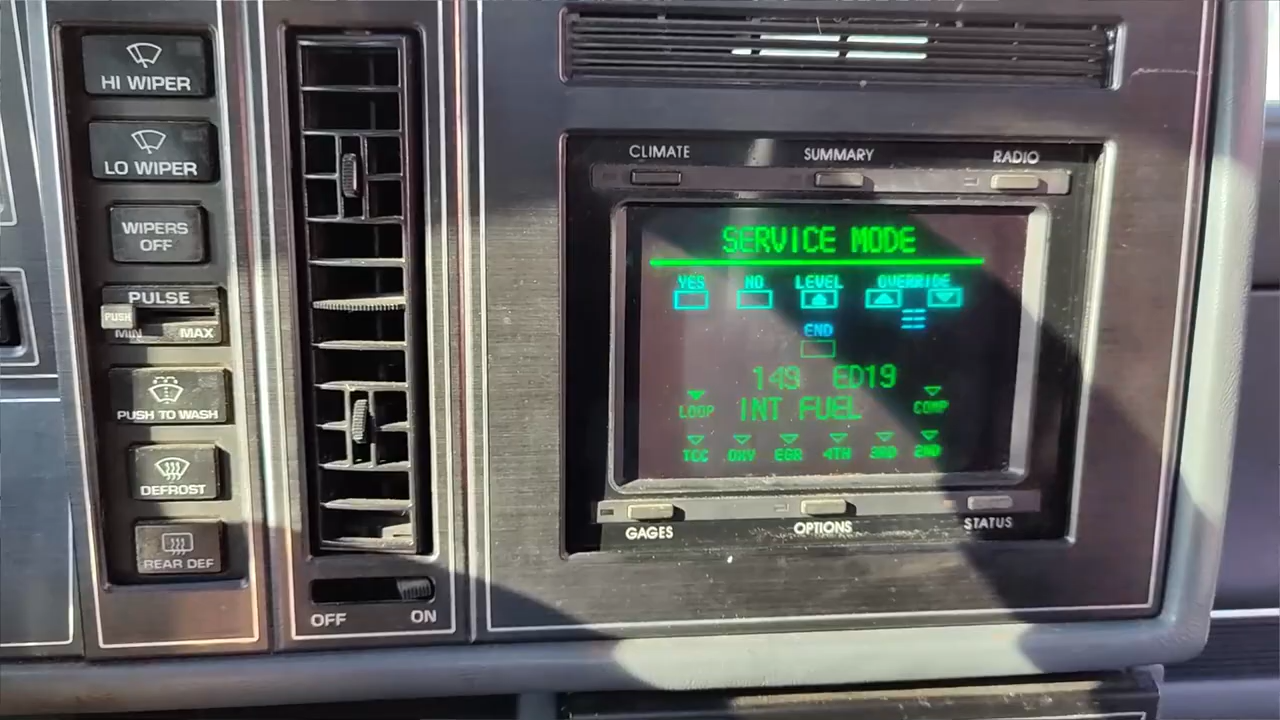 HI WIPER
LO WIPER
WIPERS
OFF
PULSE
PUSH
MIN MAX
PUSH TO WASH
DEFROST
REAR DEF
OFF ON
CLIMATE SUMMARY RADIO
SERVICE MODE
YES NO LEVEL OVERRIDE
END
149 ED19
LOOP INT FUEL COMP
TCC OXY EGR 4TH 3RD 2ND
GAGES OPTIONS STATUS